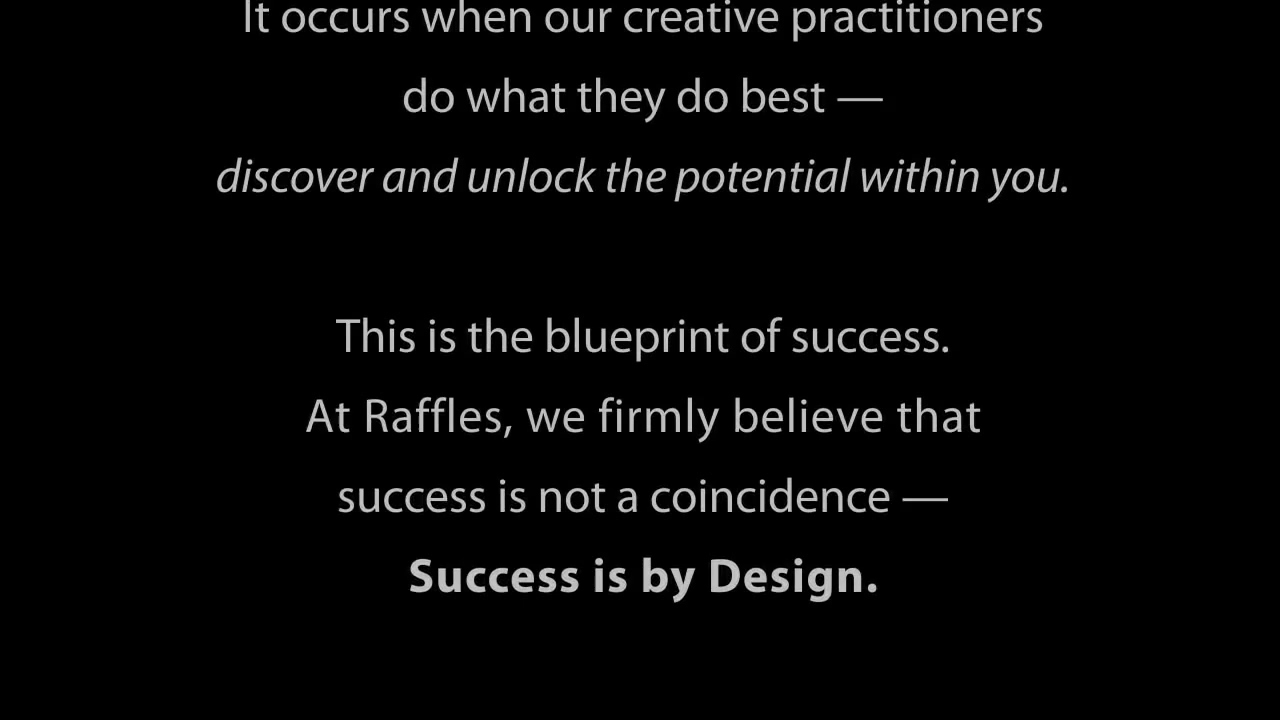 It occurs when our creative practitioners
do what they do best —
discover and unlock the potential within you.
This is the blueprint of success.
At Raffles, we firmly believe that
success is not a coincidence —
Success is by Design.